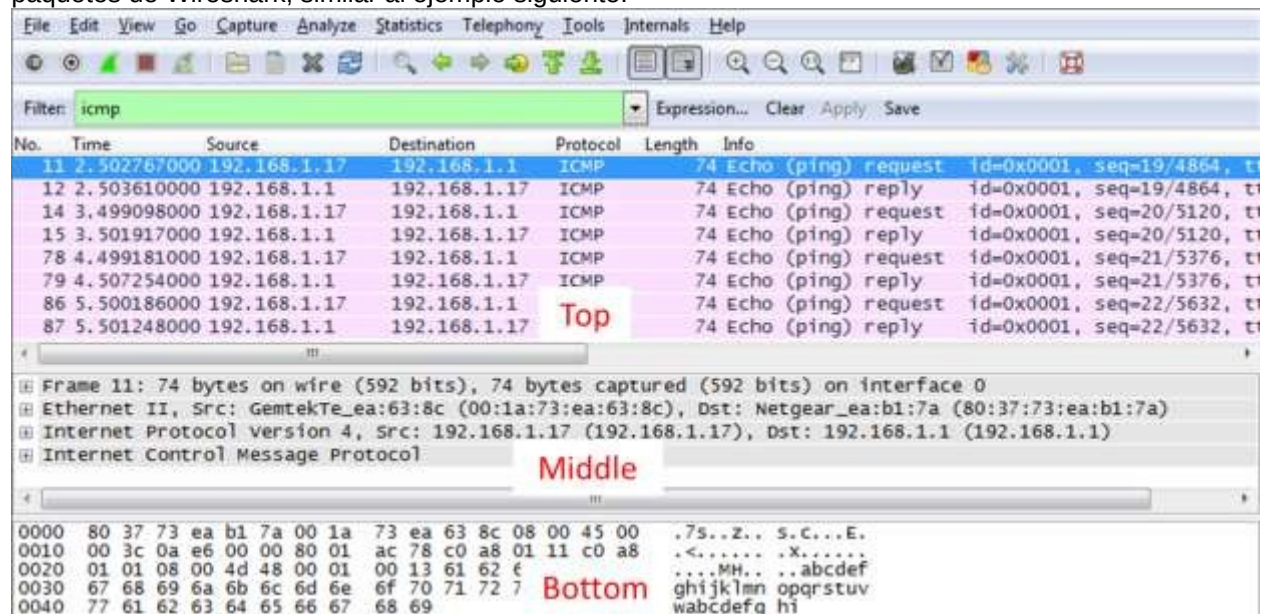 paquetes de Wireshark, similar al ejemplo siguiente:
File Edit View Go Capture Analyze Statistics Telephony Tools Internals Help
Filter: icmp Expression... Clear Apply Save
No. Time Source Destination Protocol Length Info
11 2.502767000 192.168.1.17 192.168.1.1 ICMP 74 Echo (ping) request id=0x0001, seq=19/4864,
12 2.503610000 192.168.1.1 192.168.1.17 ICMP 74 Echo (ping) reply id=0x0001, seq=19/4864,
14 3.499098000 192.168.1.17 192.168.1.1 ICMP 74 Echo (ping) request id=0x0001, seq=20/5120,
15 3.501917000 192.168.1.1 192.168.1.17 ICMP 74 Echo (ping) reply id=0x0001, seq=20/5120,
78 4.499181000 192.168.1.17 192.168.1.1 ICMP 74 Echo (ping) request id=0x0001, seq=21/5376,
79 4.507254000 192.168.1.1 192.168.1.17 ICMP 74 Echo (ping) reply id=0x0001, seq=21/5376,
86 5.500186000 192.168.1.17 192.168.1.1 74 Echo (ping) request id=0x0001, seq=22/5632,
87 5.501248000 192.168.1.1 192.168.1.17 74 Echo (ping) reply id=0x0001, seq=22/5632,
Top
Frame 11: 74 bytes on wire (592 bits), 74 bytes captured (592 bits) on interface 0
Ethernet II, Src: GemtekTe_ea:63:8c (00:1a:73:ea:63:8c), Dst: Netgear_ea:b1:7a (80:37:73:ea:b1:7a)
Internet Protocol Version 4, Src: 192.168.1.17 (192.168.1.17), Dst: 192.168.1.1 (192.168.1.1)
Internet Control Message Protocol
Middle
0000 80 37 73 ea b1 7a 00 1a 73 ea 63 8c 08 00 45 00 .7s..z.. s.c...E.
0010 00 3c 0a e6 00 00 80 01 ac 78 c0 a8 01 11 c0 a8 .<...... .x......
0020 01 01 08 00 4d 48 00 01 00 13 61 62 ....MH.. ..abcdef
0030 67 68 69 6a 6b 6c 6d 6e 6f 70 71 72 ghijklmn opqrstuv
0040 77 61 62 63 64 65 66 67 68 69 wabcdefg hi
Bottom